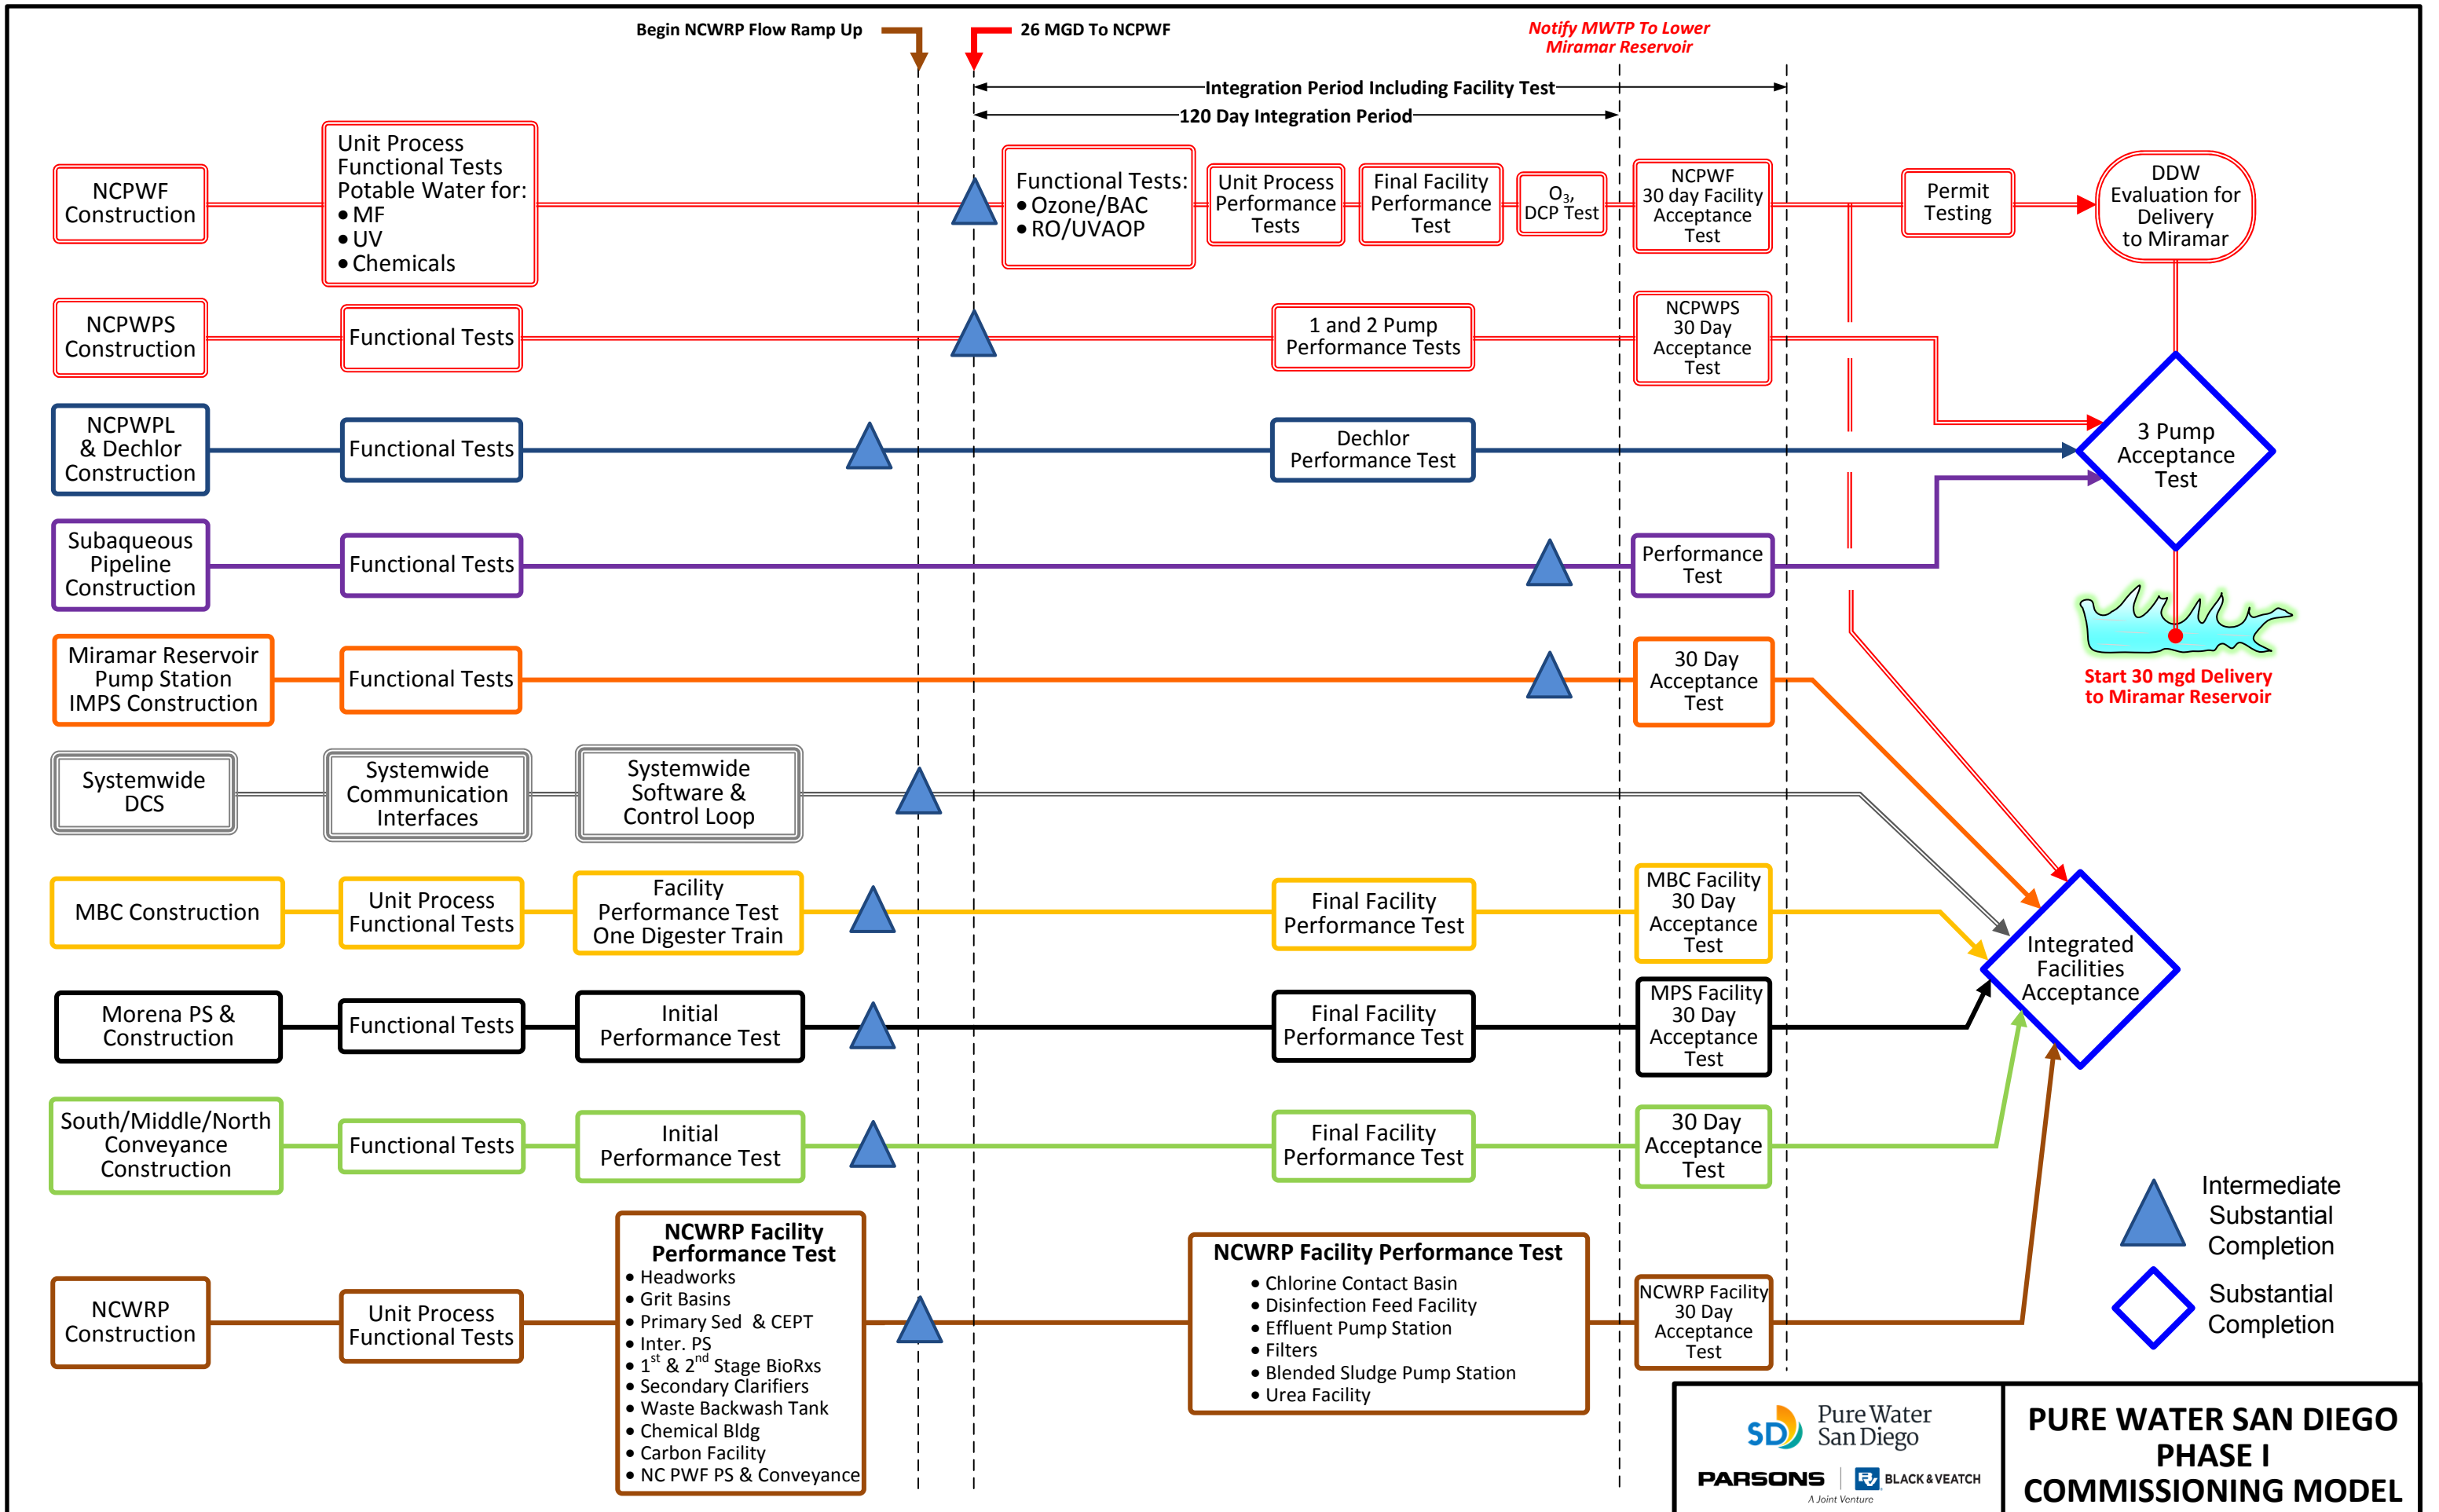 Begin NCWRP Flow Ramp Up
26 MGD To NCPWF
Notify MWTP To Lower
Miramar Reservoir
Integration Period Including Facility Test
120 Day Integration Period
NCPWF
Construction
Unit Process
Functional Tests
Potable Water for:
• MF
• UV
• Chemicals
Functional Tests:
• Ozone/BAC
• RO/UVAOP
Unit Process
Performance
Tests
Final Facility
Performance
Test
O3,
DCP Test
NCPWF
30 day Facility
Acceptance
Test
Permit
Testing
DDW
Evaluation for
Delivery
to Miramar
NCPWPS
Construction
Functional Tests
1 and 2 Pump
Performance Tests
NCPWPS
30 Day
Acceptance
Test
NCPWPL
& Dechlor
Construction
Functional Tests
Dechlor
Performance Test
3 Pump
Acceptance
Test
Subaqueous
Pipeline
Construction
Functional Tests
Performance
Test
Miramar Reservoir
Pump Station
IMPS Construction
Functional Tests
30 Day
Acceptance
Test
Start 30 mgd Delivery
to Miramar Reservoir
Systemwide
DCS
Systemwide
Communication
Interfaces
Systemwide
Software &
Control Loop
MBC Construction
Unit Process
Functional Tests
Facility
Performance Test
One Digester Train
Final Facility
Performance Test
MBC Facility
30 Day
Acceptance
Test
Integrated
Facilities
Acceptance
Morena PS &
Construction
Functional Tests
Initial
Performance Test
Final Facility
Performance Test
MPS Facility
30 Day
Acceptance
Test
South/Middle/North
Conveyance
Construction
Functional Tests
Initial
Performance Test
Final Facility
Performance Test
30 Day
Acceptance
Test
NCWRP
Construction
Unit Process
Functional Tests
NCWRP Facility
Performance Test
• Headworks
• Grit Basins
• Primary Sed & CEPT
• Inter. PS
• 1st & 2nd Stage BioRxs
• Secondary Clarifiers
• Waste Backwash Tank
• Chemical Bldg
• Carbon Facility
• NC PWF PS & Conveyance
NCWRP Facility Performance Test
• Chlorine Contact Basin
• Disinfection Feed Facility
• Effluent Pump Station
• Filters
• Blended Sludge Pump Station
• Urea Facility
NCWRP Facility
30 Day
Acceptance
Test
Intermediate
Substantial
Completion
Substantial
Completion
SD
Pure Water
San Diego
PARSONS
BV
BLACK & VEATCH
A Joint Venture
PURE WATER SAN DIEGO
PHASE I
COMMISSIONING MODEL